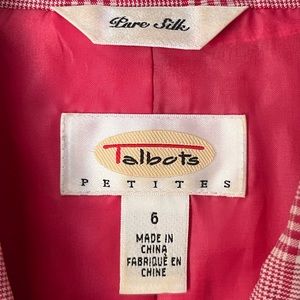 Pure Silk
Talbots
PETITES
6
MADE IN
CHINA
FABRIQUÉ EN
CHINE